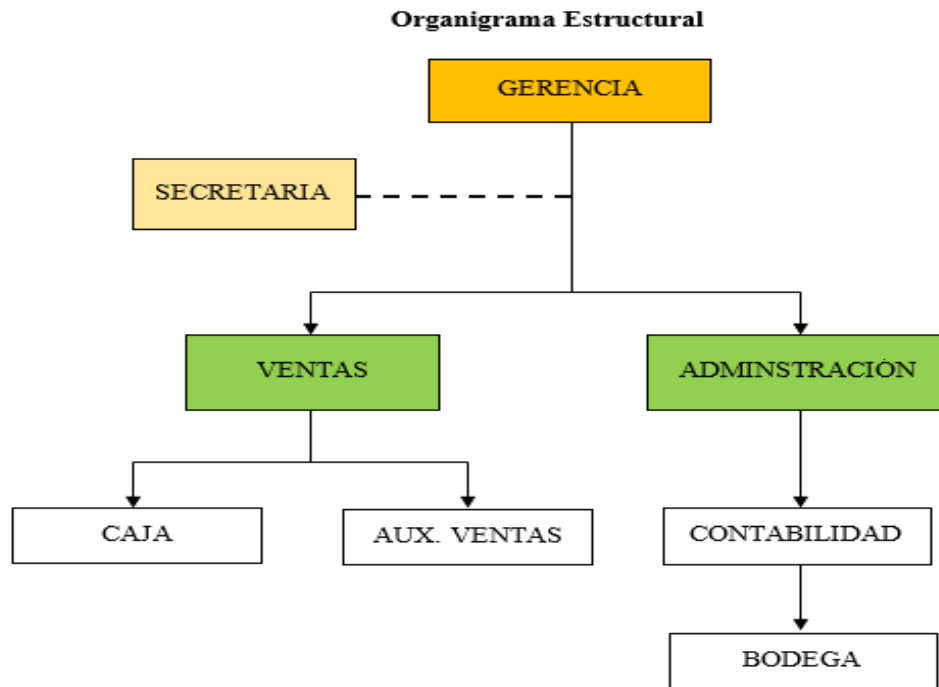 Organigrama Estructural
GERENCIA
SECRETARIA
VENTAS
ADMINSTRACIÓN
CAJA
AUX. VENTAS
CONTABILIDAD
BODEGA